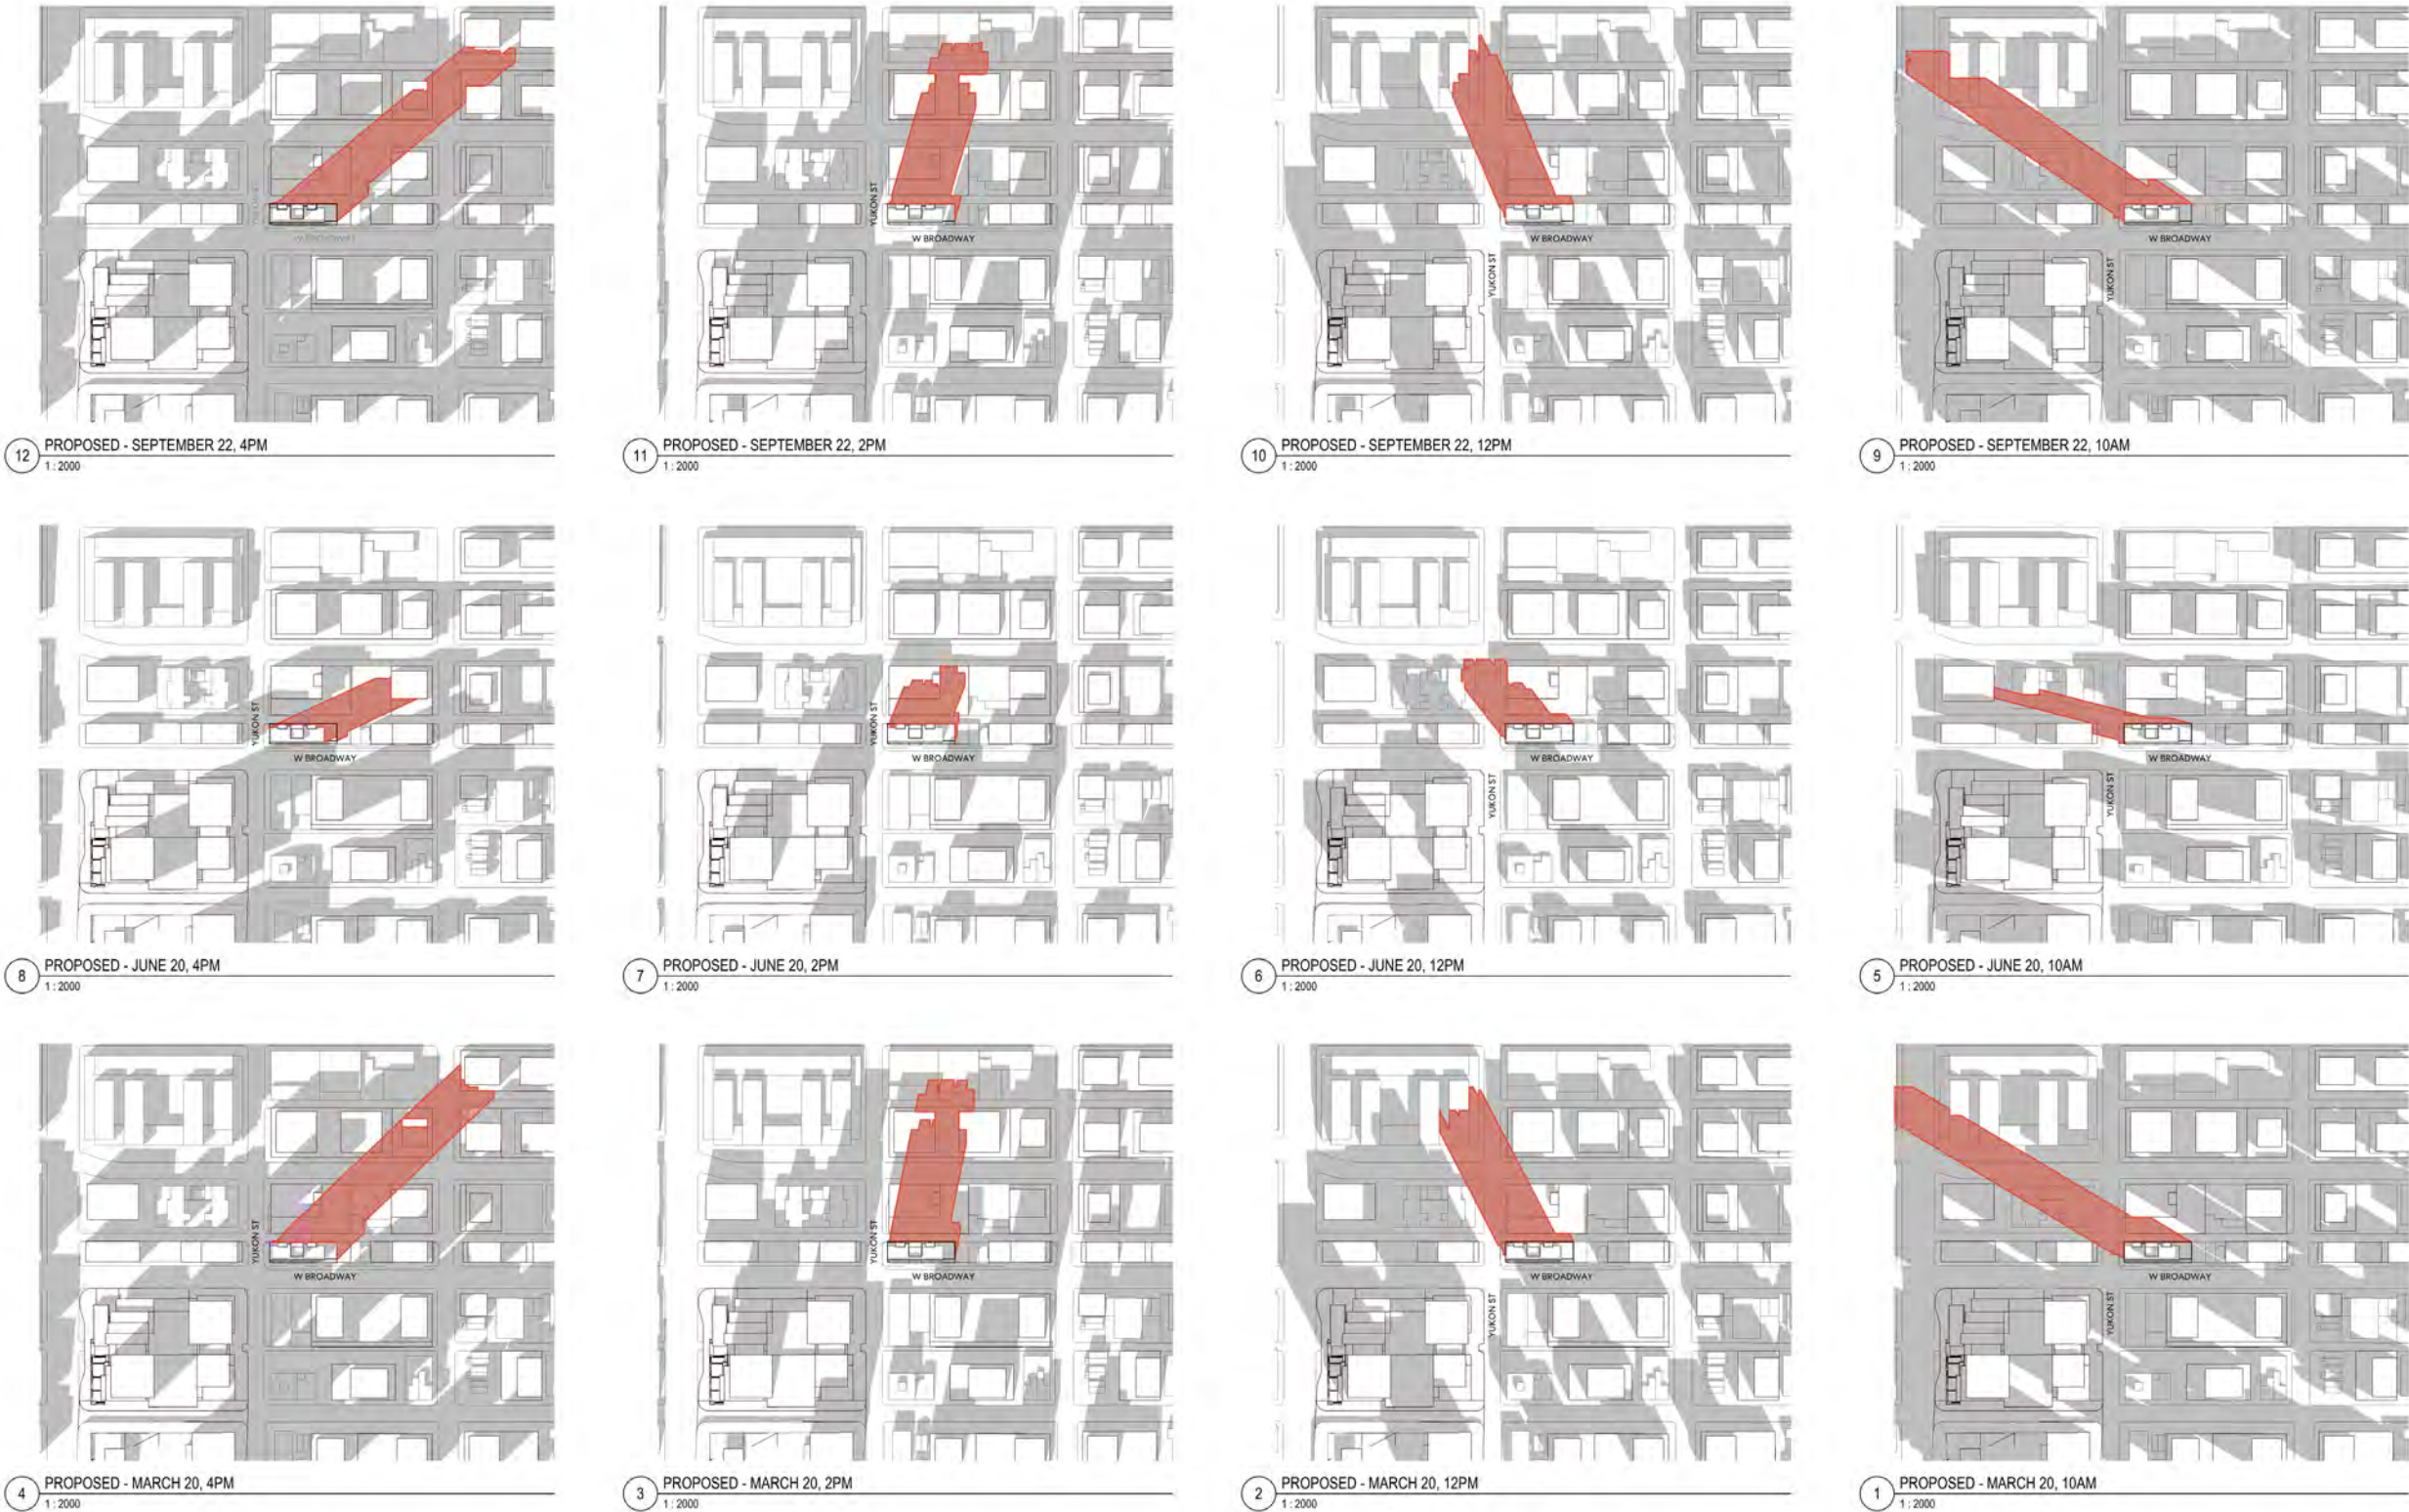 W BROADWAY
12 PROPOSED - SEPTEMBER 22, 4PM
1 : 2000
YUKON ST
W BROADWAY
11 PROPOSED - SEPTEMBER 22, 2PM
1 : 2000
W BROADWAY
YUKON ST
10 PROPOSED - SEPTEMBER 22, 12PM
1 : 2000
W BROADWAY
YUKON ST
9 PROPOSED - SEPTEMBER 22, 10AM
1 : 2000
YUKON ST
W BROADWAY
8 PROPOSED - JUNE 20, 4PM
1 : 2000
YUKON ST
W BROADWAY
7 PROPOSED - JUNE 20, 2PM
1 : 2000
W BROADWAY
YUKON ST
6 PROPOSED - JUNE 20, 12PM
1 : 2000
W BROADWAY
YUKON ST
5 PROPOSED - JUNE 20, 10AM
1 : 2000
YUKON ST
W BROADWAY
4 PROPOSED - MARCH 20, 4PM
1 : 2000
YUKON ST
W BROADWAY
3 PROPOSED - MARCH 20, 2PM
1 : 2000
W BROADWAY
YUKON ST
2 PROPOSED - MARCH 20, 12PM
1 : 2000
W BROADWAY
YUKON ST
1 PROPOSED - MARCH 20, 10AM
1 : 2000